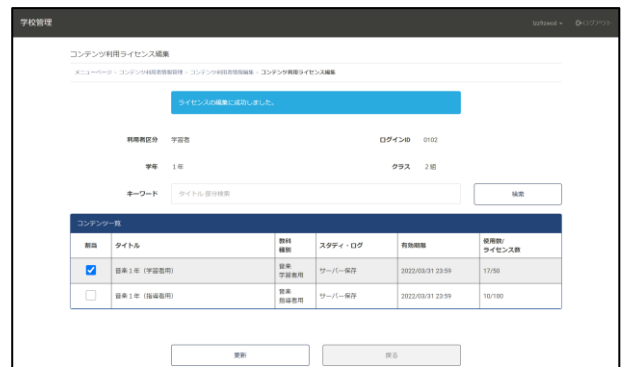 学校管理
ログアウト
コンテンツ利用ライセンス編集
メニューページ > コンテンツ利用者情報管理 > コンテンツ利用者情報編集 > コンテンツ利用ライセンス編集
ライセンスの編集に成功しました。
利用者区分 学習者 ログインID 0102
学年 1年 クラス 2組
キーワード タイトル 部分検索 検索
コンテンツ一覧
割当 タイトル 教科 種別 スタディ・ログ 有効期限 使用数/ ライセンス数
音楽1年（学習者用） 音楽 学習者用 サーバー保存 2022/03/31 23:59 17/50
音楽1年（指導者用） 音楽 指導者用 サーバー保存 2022/03/31 23:59 10/100
更新 戻る